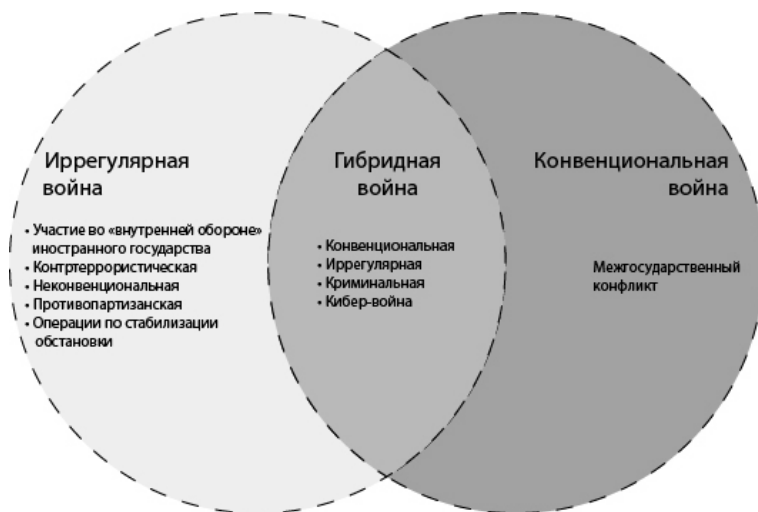 Иррегулярная
война
• Участие во «внутренней обороне»
иностранного государства
• Контртеррористическая
• Неконвенциональная
• Противопартизанская
• Операции по стабилизации
обстановки
Гибридная
война
• Конвенциональная
• Иррегулярная
• Криминальная
• Кибер-война
Конвенциональная
война
Межгосударственный
конфликт